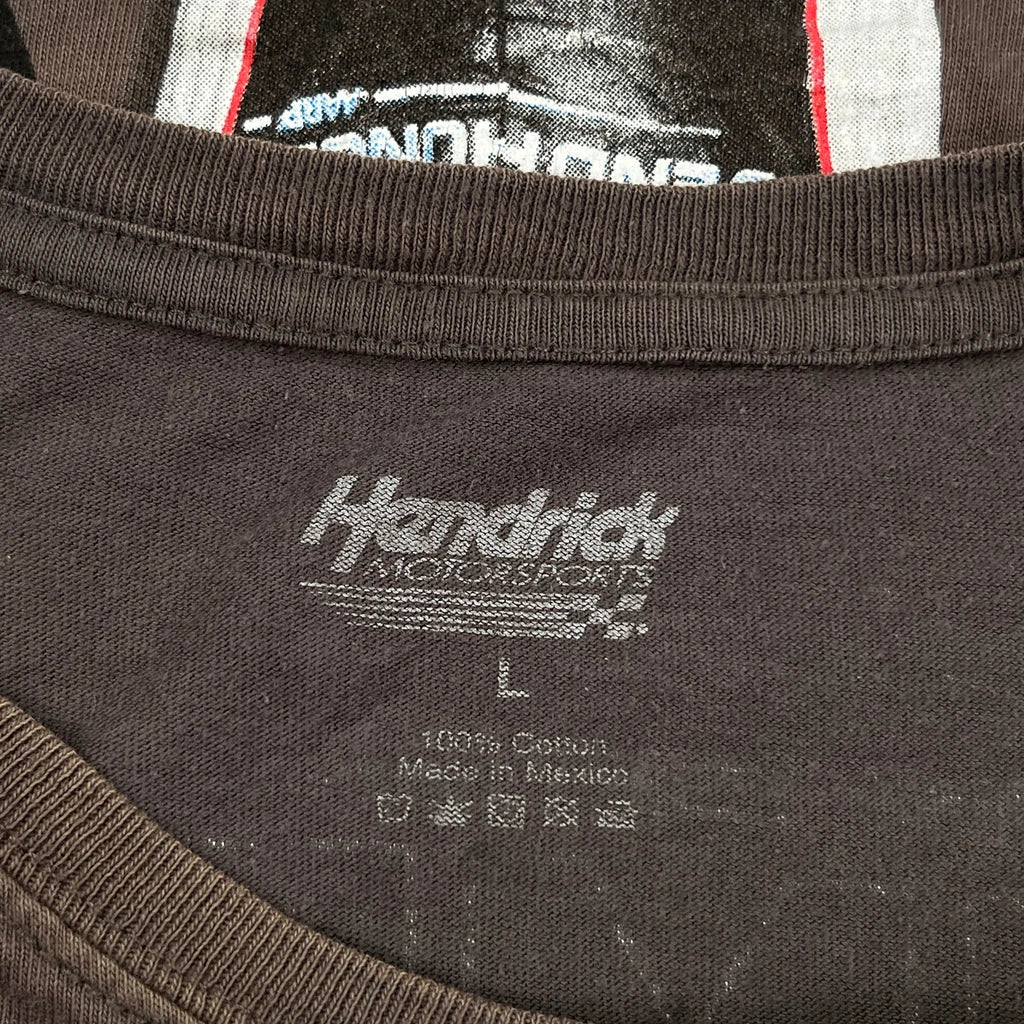 Hendrick
MOTORSPORTS
L
100% Cotton
Made in Mexico